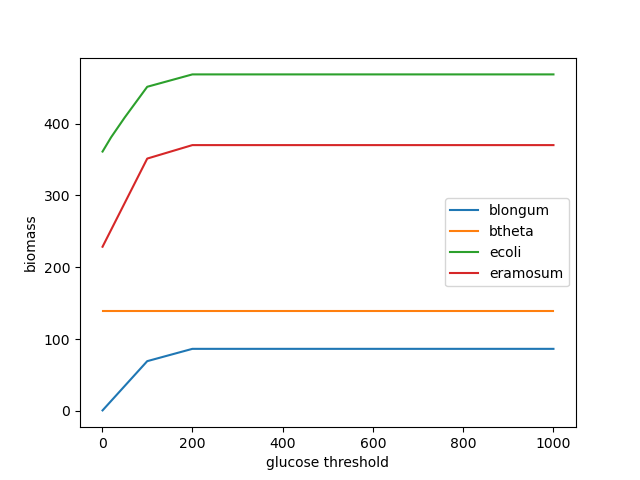 biomass
400
300
200
100
0
blongum
btheta
ecoli
eramosum
0 200 400 600 800 1000
glucose threshold